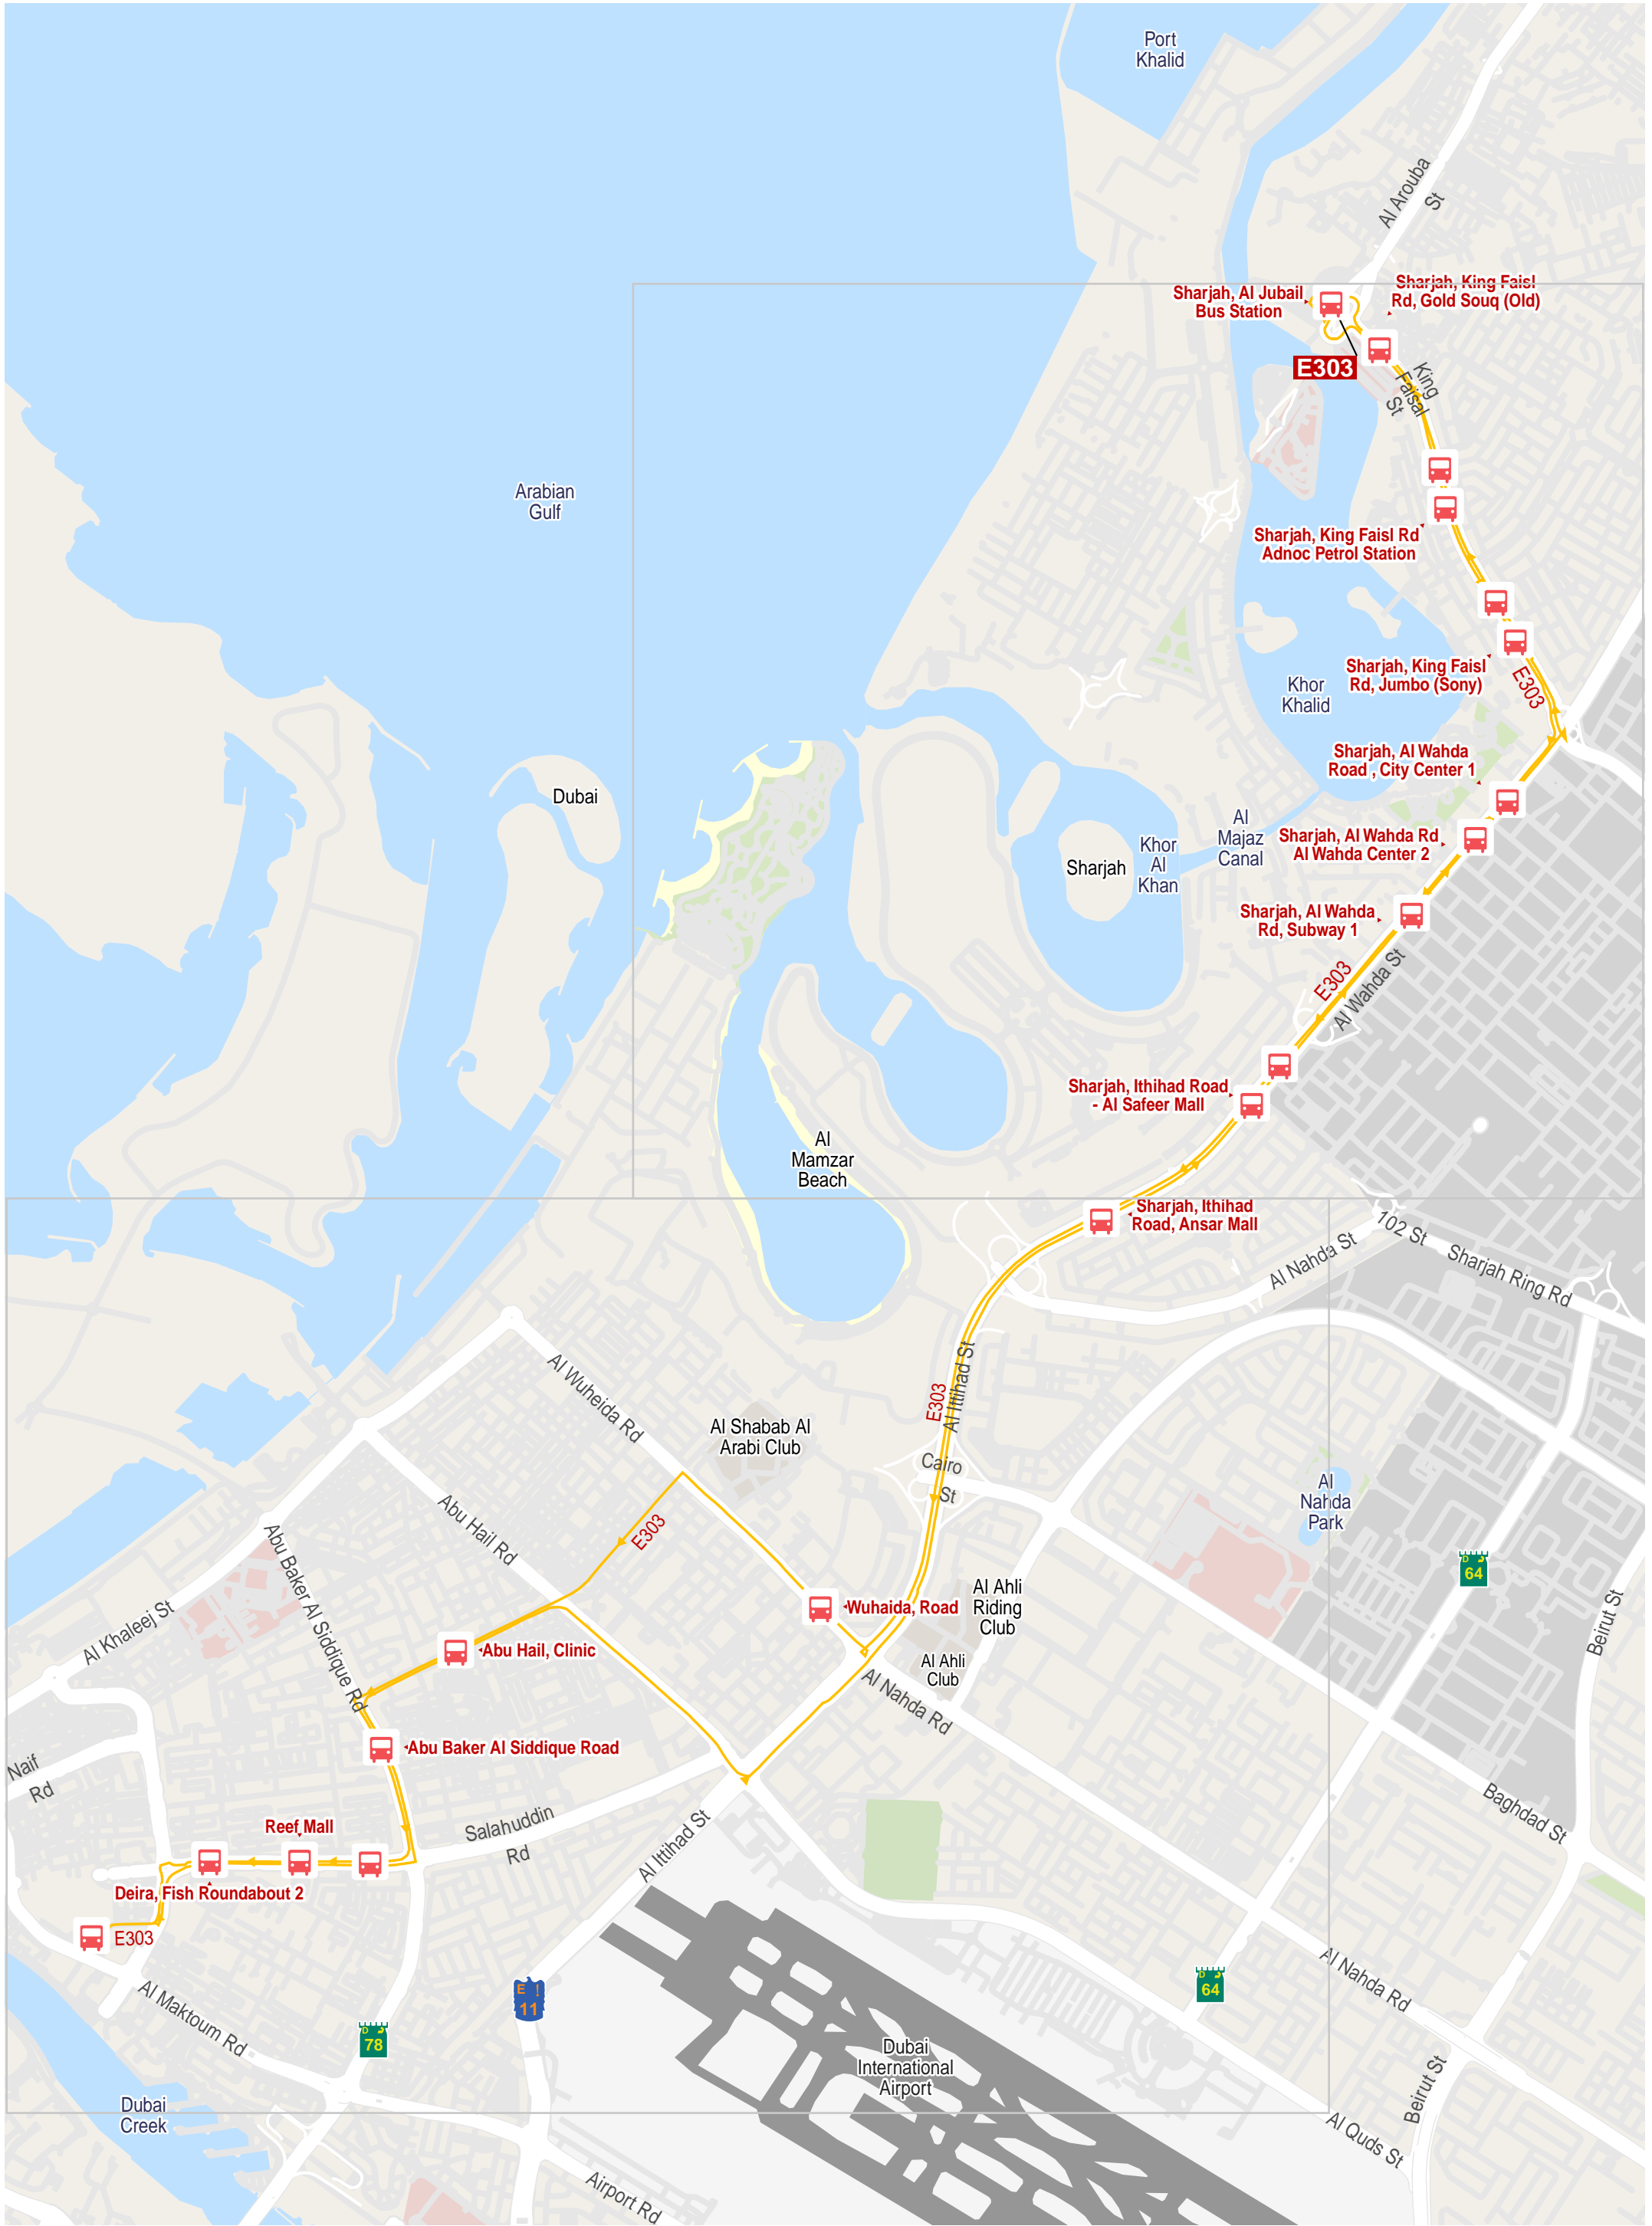 Port
Khalid
Al Arouba
St
Sharjah, Al Jubail
Bus Station
Sharjah, King Faisl
Rd, Gold Souq (Old)
E303
King
Faisal
St
Arabian
Gulf
Sharjah, King Faisl Rd
Adnoc Petrol Station
Sharjah, King Faisl
Rd, Jumbo (Sony)
E303
Khor
Khalid
Sharjah, Al Wahda
Road , City Center 1
Dubai
Al
Majaz
Canal
Sharjah, Al Wahda Rd
Al Wahda Center 2
Khor
Al
Khan
Sharjah
Sharjah, Al Wahda
Rd, Subway 1
E303
Al Wahda St
Sharjah, Ithihad Road
- Al Safeer Mall
Al
Mamzar
Beach
Sharjah, Ithihad
Road, Ansar Mall
102 St
Al Nahda St
Sharjah Ring Rd
E303
Al Ittihad St
Al Wuheida Rd
Al Shabab Al
Arabi Club
Cairo
St
Al
Nahda
Park
Abu Hail Rd
E303
Abu Baker Al Siddique Rd
D
64
Al Ahli
Riding
Club
Wuhaida, Road
Al Khaleej St
Beirut St
Abu Hail, Clinic
Al Ahli
Club
Al Nahda Rd
Abu Baker Al Siddique Road
Naif
Rd
Baghdad St
Reef Mall
Salahuddin
Rd
Al Ittihad St
Deira, Fish Roundabout 2
E303
Al Maktoum Rd
E
11
D
64
Al Nahda Rd
D
78
Dubai
International
Airport
Beirut St
Dubai
Creek
Al Quds St
Airport Rd